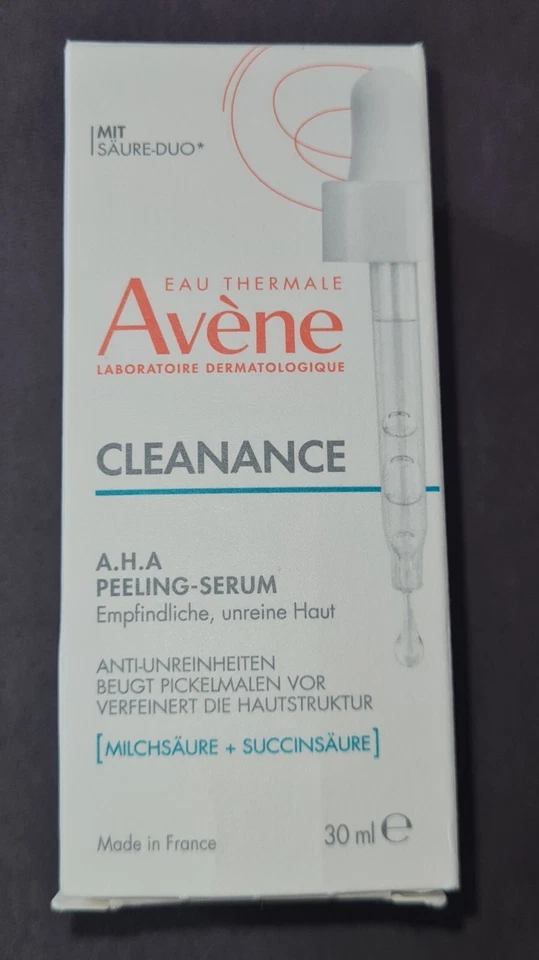 MIT
SÄURE-DUO*
EAU THERMALE
Avène
LABORATOIRE DERMATOLOGIQUE
CLEANANCE
A.H.A
PEELING-SERUM
Empfindliche, unreine Haut
ANTI-UNREINHEITEN
BEUGT PICKELMALEN VOR
VERFEINERT DIE HAUTSTRUKTUR
[MILCHSÄURE + SUCCINSÄURE]
Made in France
30 ml ℮